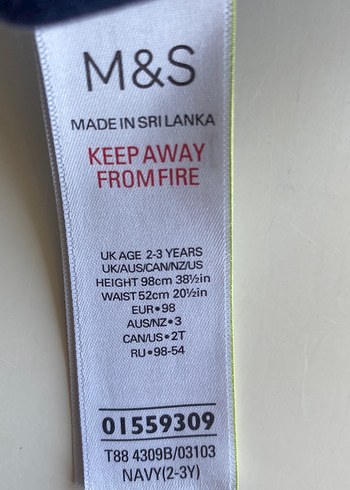 M&S
MADE IN SRI LANKA
KEEP AWAY
FROM FIRE
UK AGE 2-3 YEARS
UK/AUS/CAN/NZ/US
HEIGHT 98cm 38½in
WAIST 52cm 20½in
EUR•98
AUS/NZ•3
CAN/US•2T
RU•98-54
01559309
T88 4309B/03103
NAVY(2-3Y)